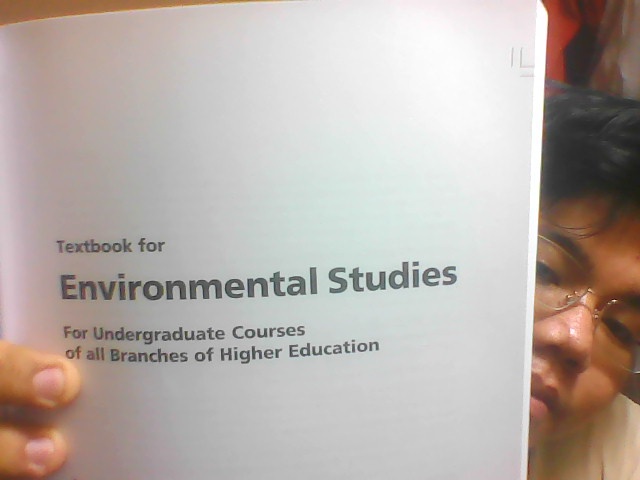 Textbook for
Environmental Studies
For Undergraduate Courses
of all Branches of Higher Education